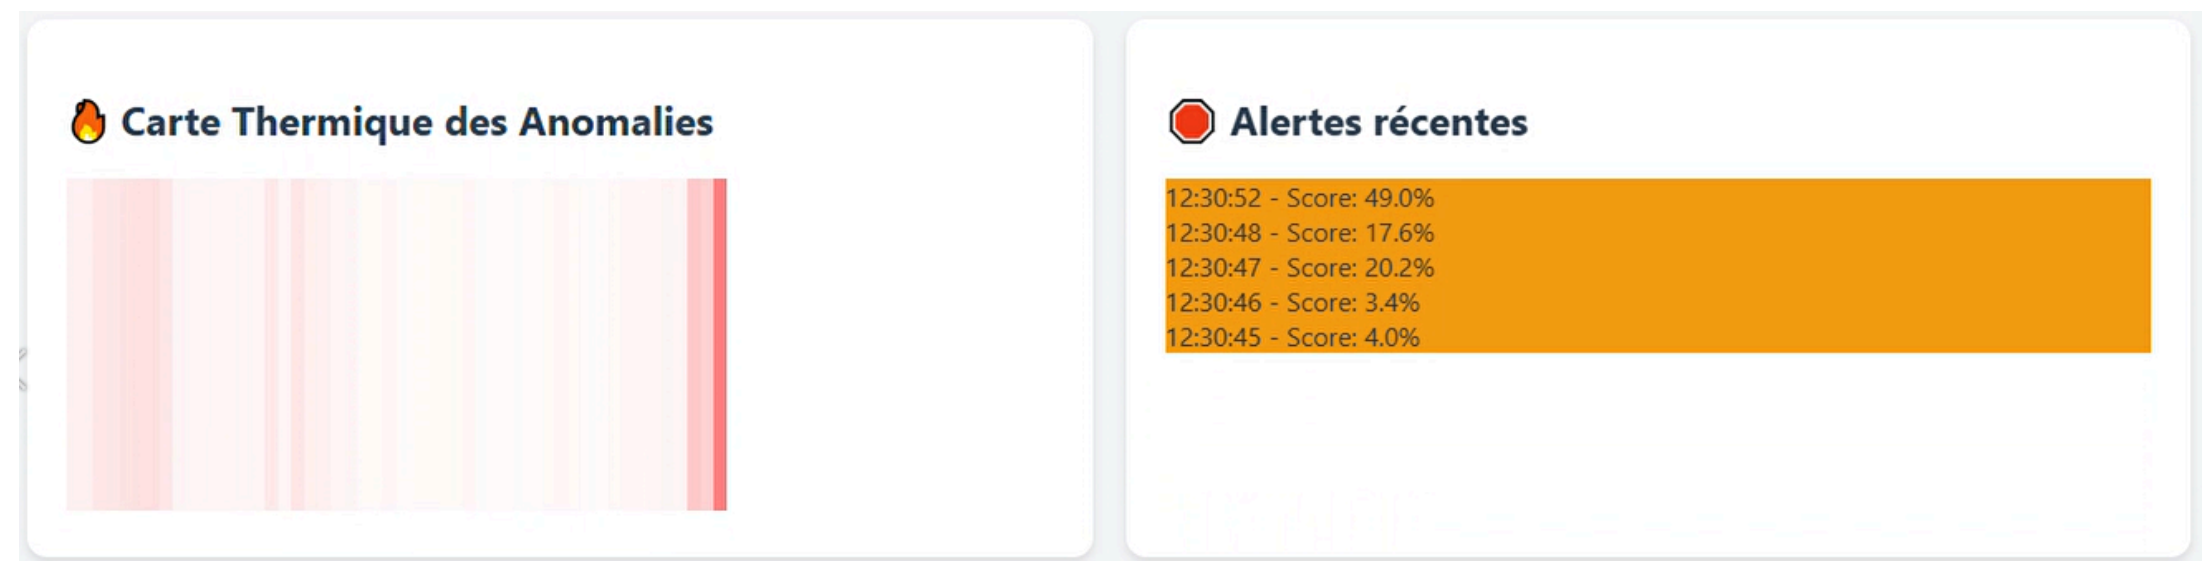 Carte Thermique des Anomalies
Alertes récentes
12:30:52 - Score: 49.0%
12:30:48 - Score: 17.6%
12:30:47 - Score: 20.2%
12:30:46 - Score: 3.4%
12:30:45 - Score: 4.0%